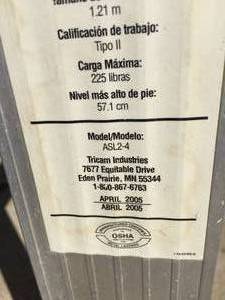 1.21 m
Calificación de trabajo:
Tipo II
Carga Máxima:
225 libras
Nivel más alto de pie:
57.1 cm
Model/Modelo:
ASL2-4
Tricam Industries
7677 Equitable Drive
Eden Prairie, MN 55344
1-800-867-6763
APRIL 2005
ABRIL 2005
OSHA